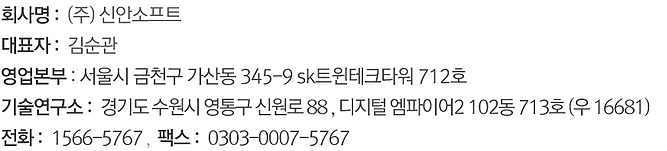 회사명 : (주) 신안소프트
대표자 : 김순관
영업본부 : 서울시 금천구 가산동 345-9 sk트윈테크타워 712호
기술연구소 : 경기도 수원시 영통구 신원로 88 , 디지털 엠파이어2 102동 713호 (우 16681)
전화 : 1566-5767 , 팩스 : 0303-0007-5767